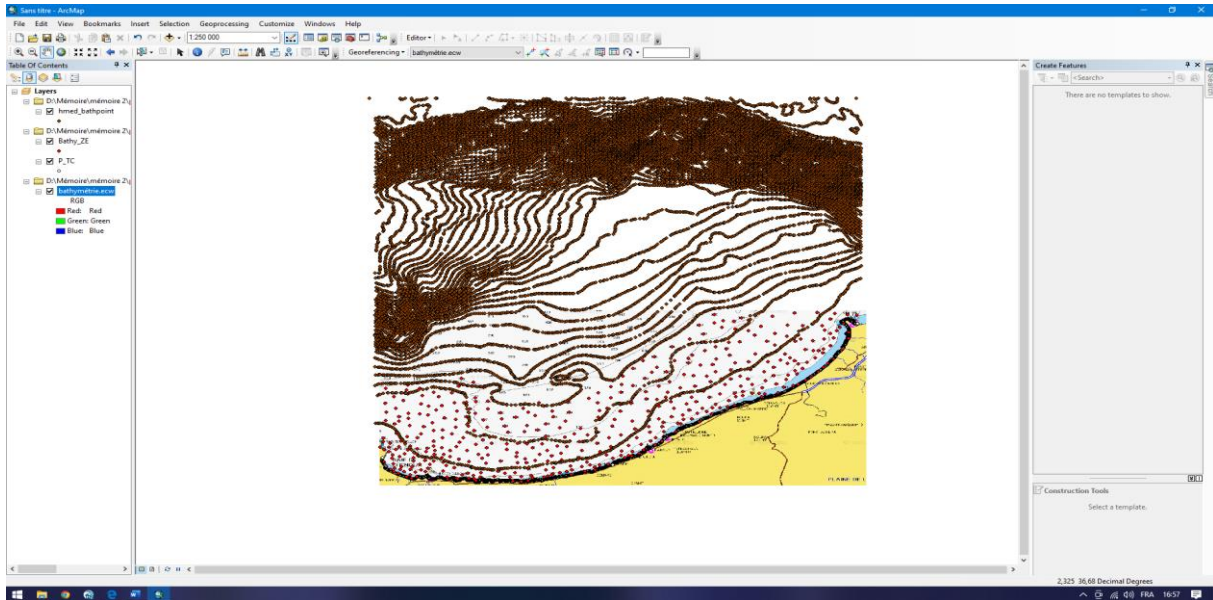 Sans titre - ArcMap
File Edit View Bookmarks Insert Selection Geoprocessing Customize Windows Help
1:250 000 Editor
Georeferencing bathymétrie.ecw
Table Of Contents
Create Features
<Search>
There are no templates to show.
Search
Layers
D:\Mémoire\mémoire 2\
hmed_bathpoint
D:\Mémoire\mémoire 2\
Bathy_ZE
P_TC
D:\Mémoire\mémoire 2\
bathymétrie.ecw
RGB
Red: Red
Green: Green
Blue: Blue
Construction Tools
Select a template.
2,325 36,68 Decimal Degrees
FRA 16:57